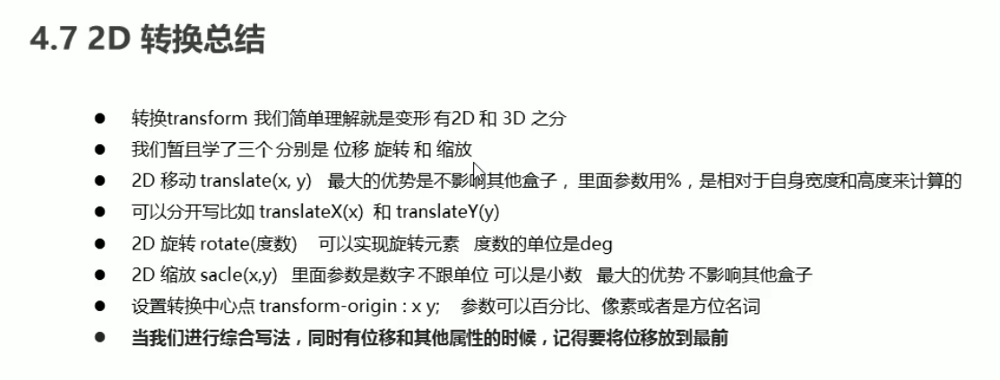 4.7 2D 转换总结
转换transform 我们简单理解就是变形 有2D 和 3D 之分
我们暂且学了三个 分别是 位移 旋转 和 缩放
2D 移动 translate(x, y) 最大的优势是不影响其他盒子，里面参数用%，是相对于自身宽度和高度来计算的
可以分开写比如 translateX(x) 和 translateY(y)
2D 旋转 rotate(度数) 可以实现旋转元素 度数的单位是deg
2D 缩放 sacle(x,y) 里面参数是数字 不跟单位 可以是小数 最大的优势 不影响其他盒子
设置转换中心点 transform-origin : x y; 参数可以百分比、像素或者是方位名词
当我们进行综合写法，同时有位移和其他属性的时候，记得要将位移放到最前